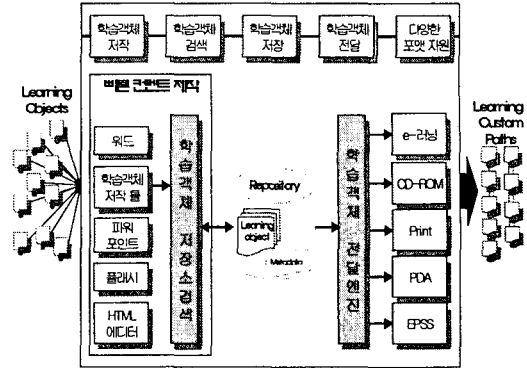 학습객체
저작
학습객체
검색
학습객체
저장
학습객체
전달
다양한
포맷 지원
Learning
Objects
빠른 컨텐트 제작
워드
학습객체
저작 툴
파워
포인트
플래시
HTML
에디터
학습객체 저장소검색
Repository
Learning
object
Metadata
학습객체 전달엔진
e-러닝
CD-ROM
Print
PDA
EPSS
Learning
Custom
Paths